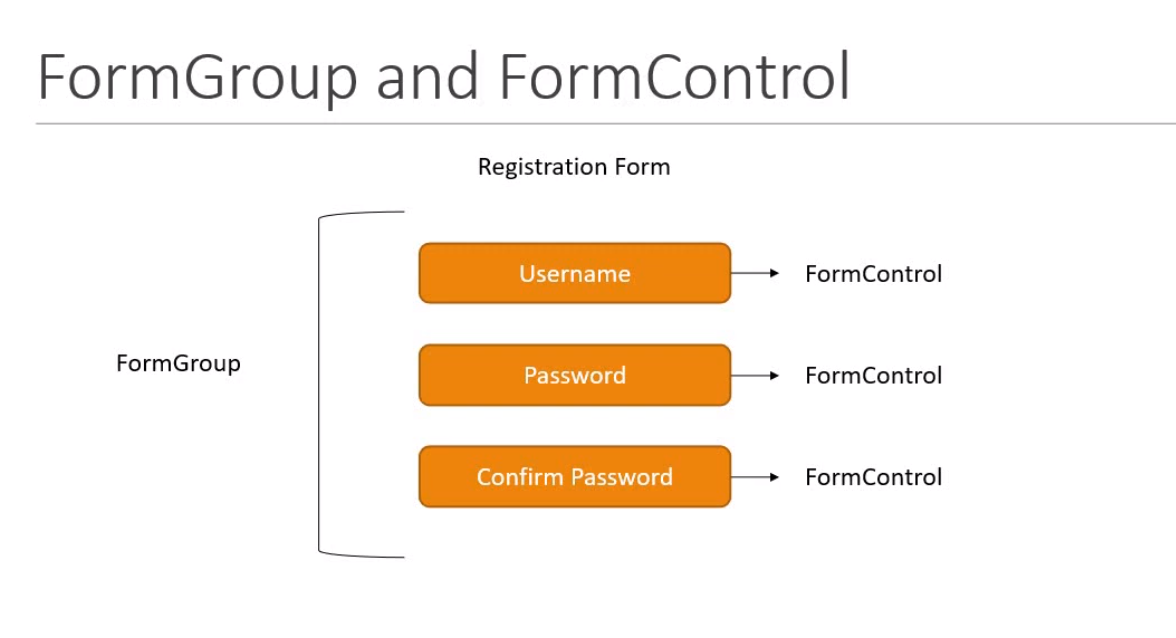 FormGroup and FormControl
Registration Form
Username
FormControl
FormGroup
Password
FormControl
Confirm Password
FormControl